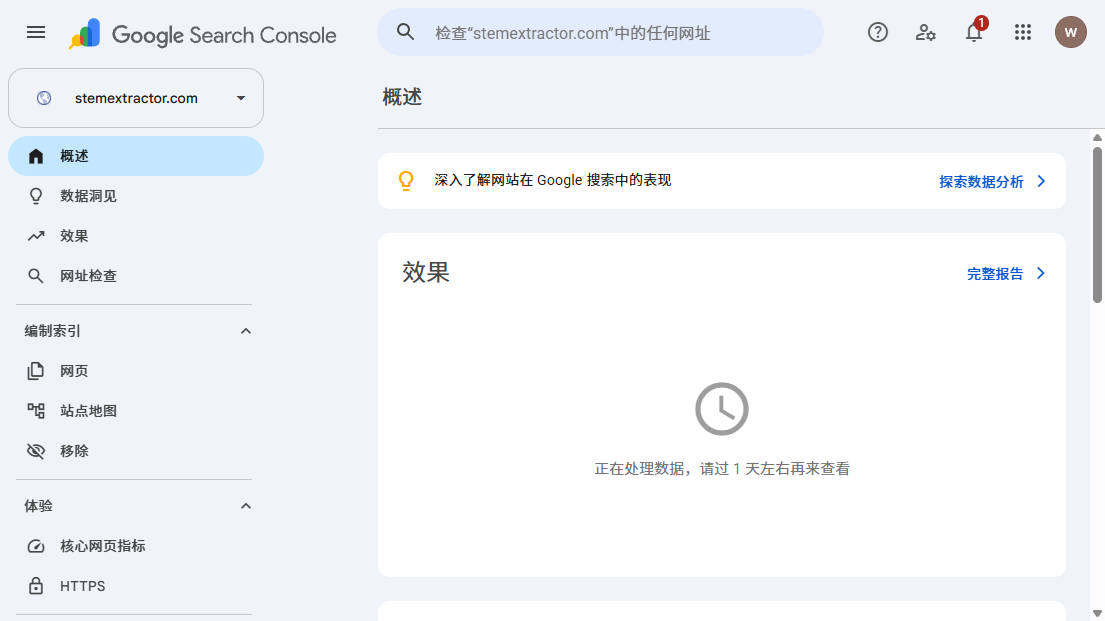 Google Search Console
检查“stemextractor.com”中的任何网址
1
W
stemextractor.com
概述
数据洞见
效果
网址检查
编制索引
网页
站点地图
移除
体验
核心网页指标
HTTPS
概述
深入了解网站在 Google 搜索中的表现
探索数据分析
效果
完整报告
正在处理数据，请过 1 天左右再来查看